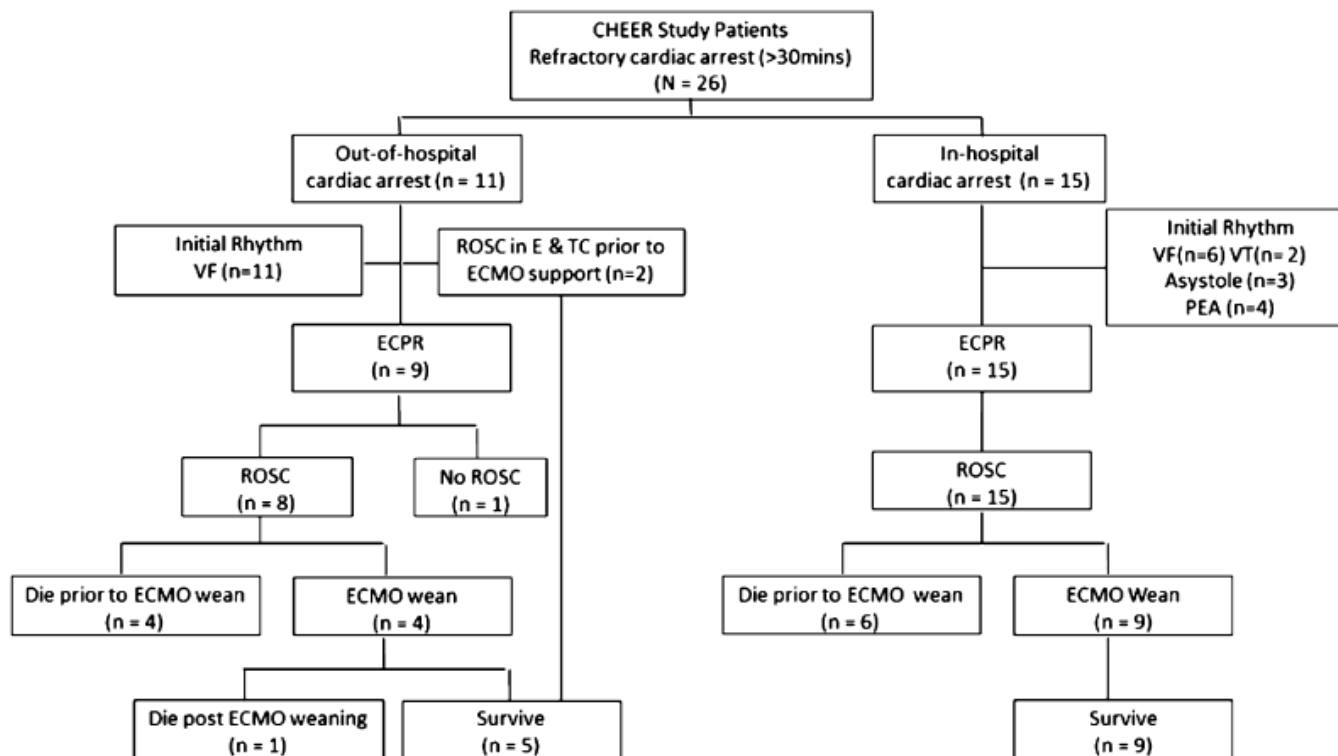 CHEER Study Patients
Refractory cardiac arrest (>30mins)
(N = 26)
Out-of-hospital
cardiac arrest (n = 11)
In-hospital
cardiac arrest (n = 15)
Initial Rhythm
VF (n=11)
ROSC in E & TC prior to
ECMO support (n=2)
Initial Rhythm
VF(n=6) VT(n= 2)
Asystole (n=3)
PEA (n=4)
ECPR
(n = 9)
ECPR
(n = 15)
ROSC
(n = 8)
No ROSC
(n = 1)
ROSC
(n = 15)
Die prior to ECMO wean
(n = 4)
ECMO wean
(n = 4)
Die prior to ECMO wean
(n = 6)
ECMO Wean
(n = 9)
Die post ECMO weaning
(n = 1)
Survive
(n = 5)
Survive
(n = 9)